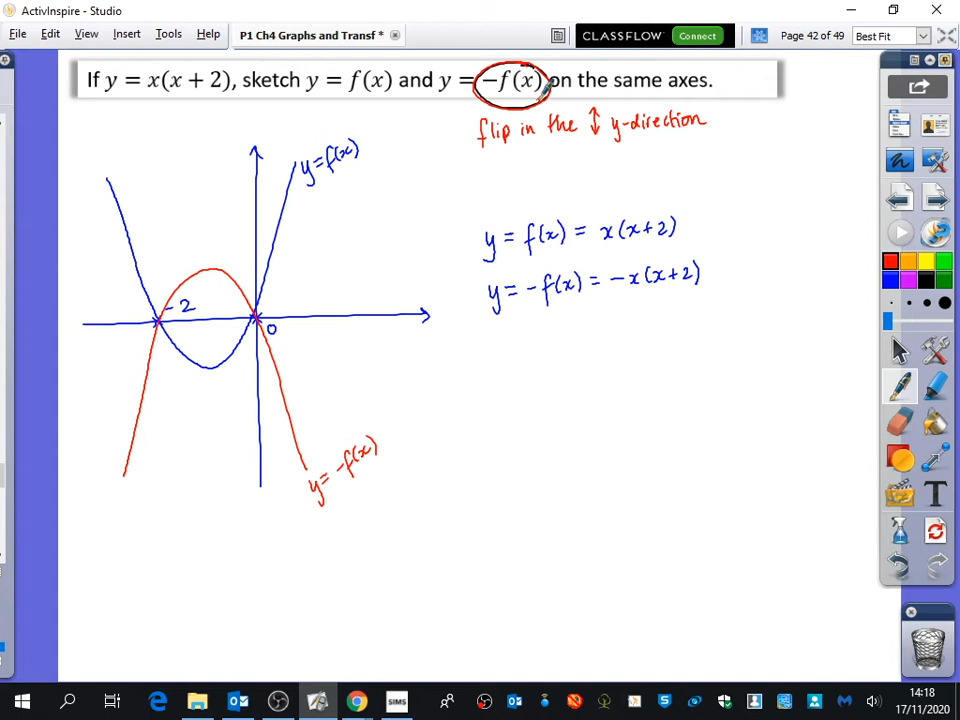 ActivInspire - Studio
File Edit View Insert Tools Help
P1 Ch4 Graphs and Transf *
CLASSFLOW Connect
Page 42 of 49
Best Fit
If y = x(x + 2), sketch y = f(x) and y = −f(x) on the same axes.
flip in the ↕ y-direction
y=f(x)
y = f(x) = x(x+2)
y = -f(x) = -x(x+2)
-2
0
y= -f(x)
SIMS
14:18
17/11/2020